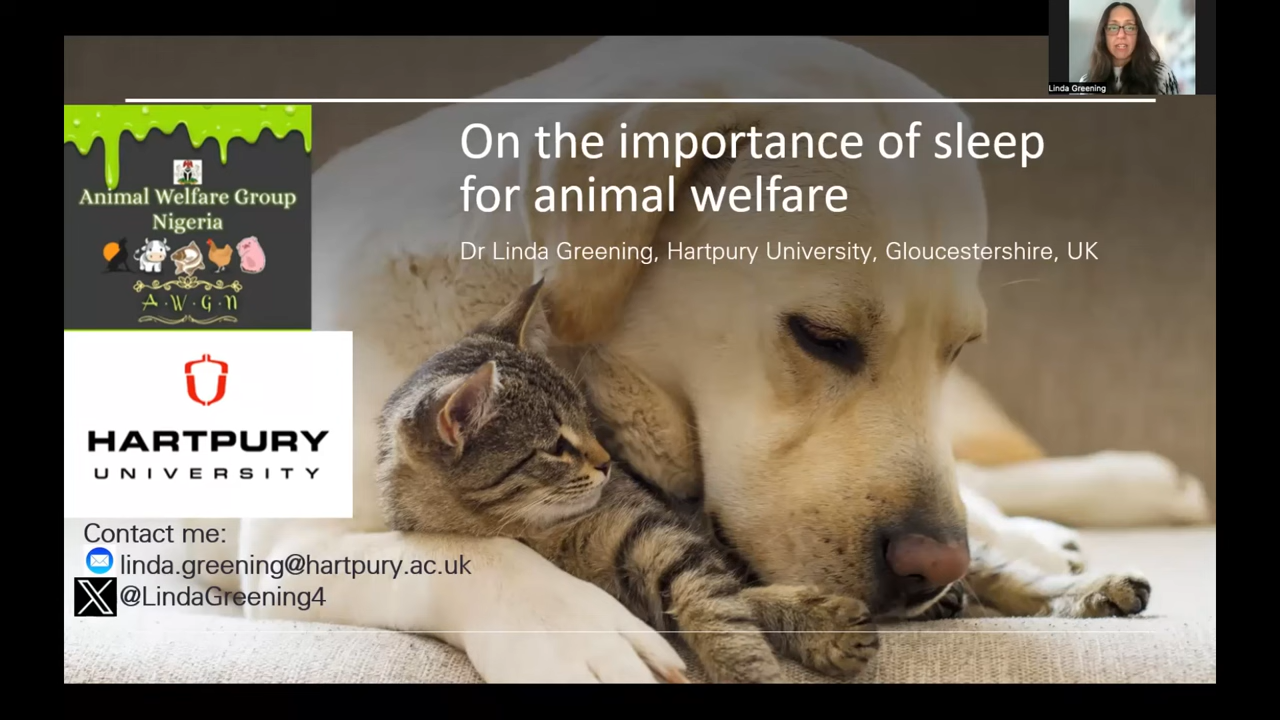 Linda Greening
On the importance of sleep
for animal welfare
Dr Linda Greening, Hartpury University, Gloucestershire, UK
Animal Welfare Group
Nigeria
A.W.G.N
HARTPURY
UNIVERSITY
Contact me:
linda.greening@hartpury.ac.uk
@LindaGreening4